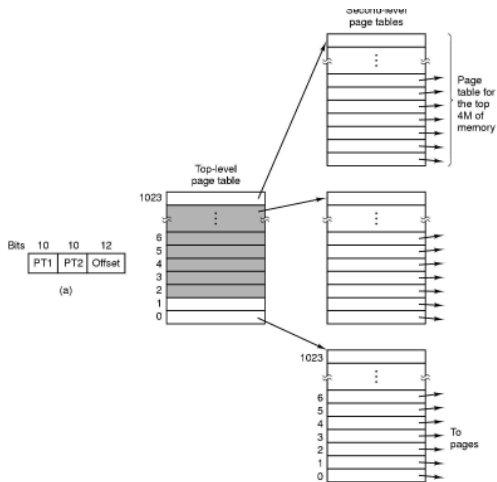 Second-level
page tables
Page
table for
the top
4M of
memory
Top-level
page table
1023
6
5
4
3
2
1
0
Bits 10 10 12
PT1 PT2 Offset
(a)
1023
6
5
4
3
2
1
0
To
pages